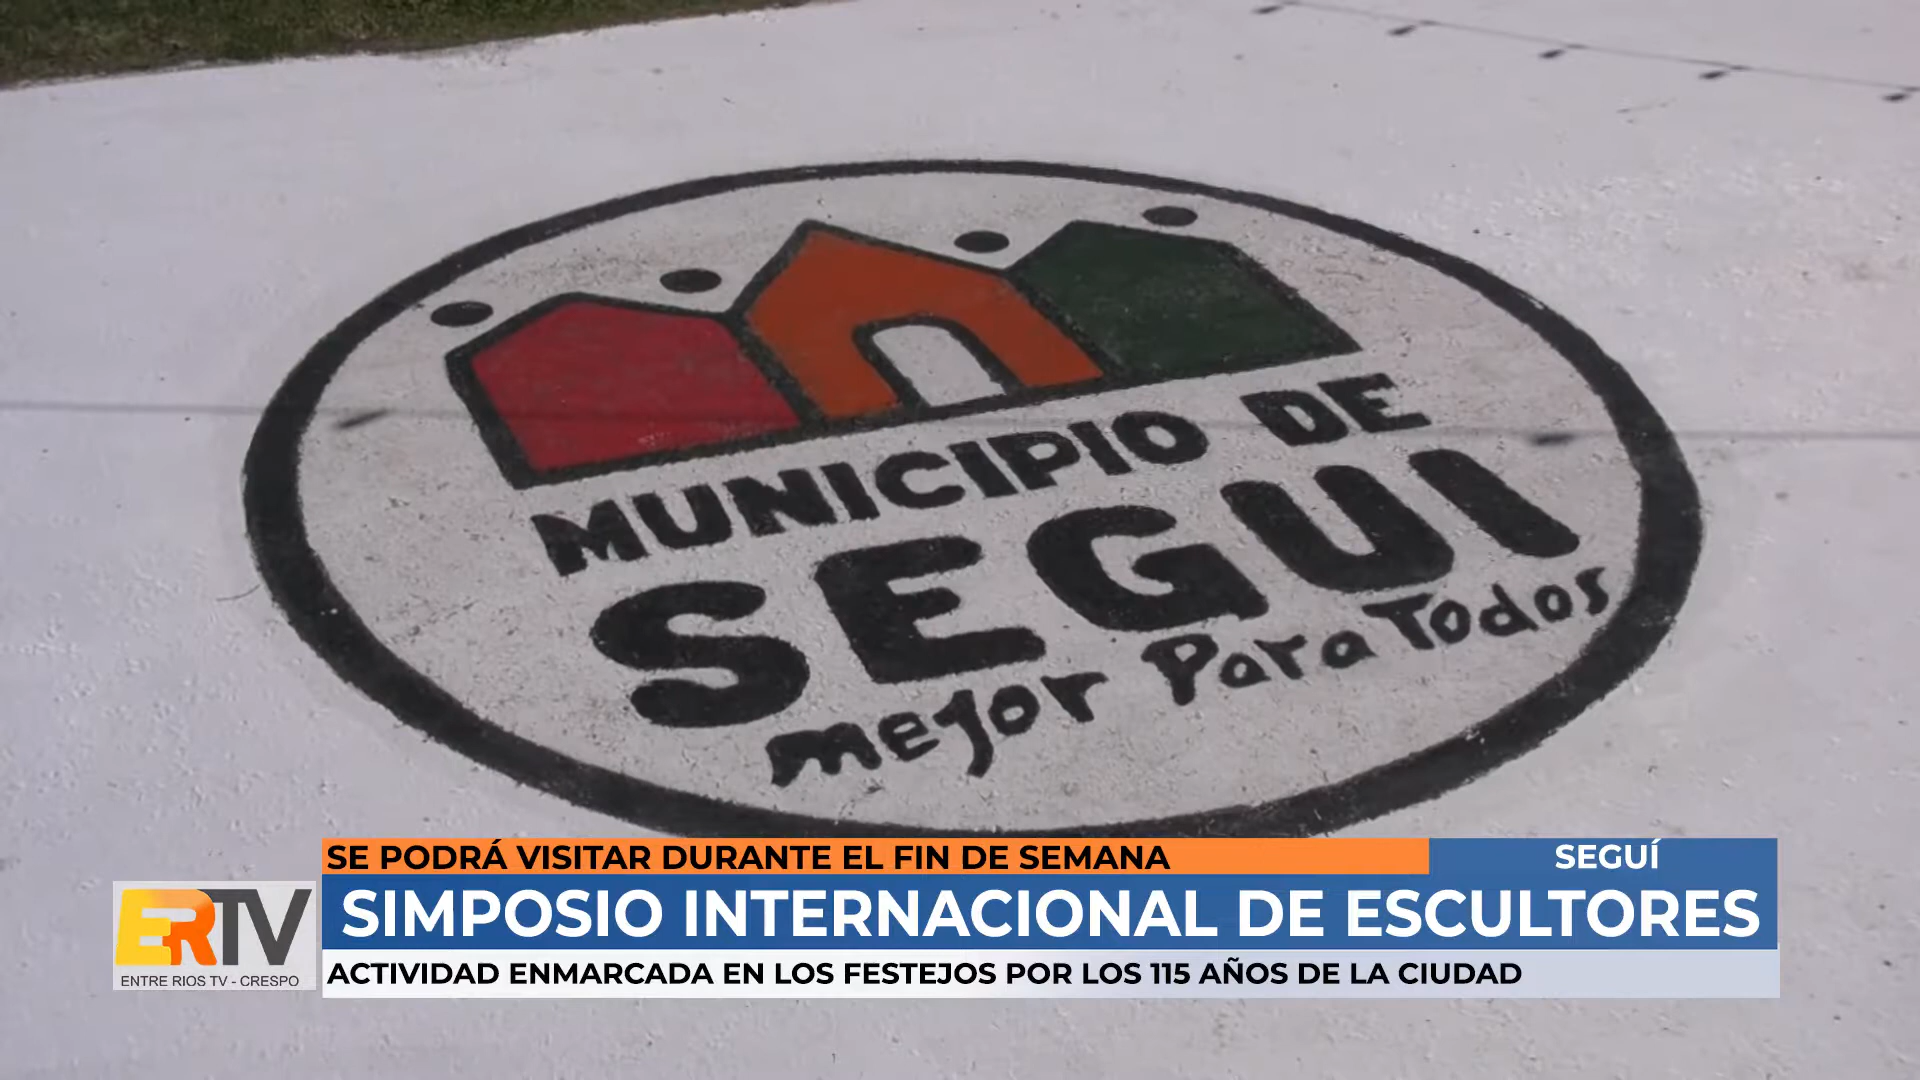 MUNICIPIO DE
SEGUI
mejor Para Todos
SE PODRÁ VISITAR DURANTE EL FIN DE SEMANA
SEGUÍ
SIMPOSIO INTERNACIONAL DE ESCULTORES
ERTV
ENTRE RIOS TV - CRESPO
ACTIVIDAD ENMARCADA EN LOS FESTEJOS POR LOS 115 AÑOS DE LA CIUDAD